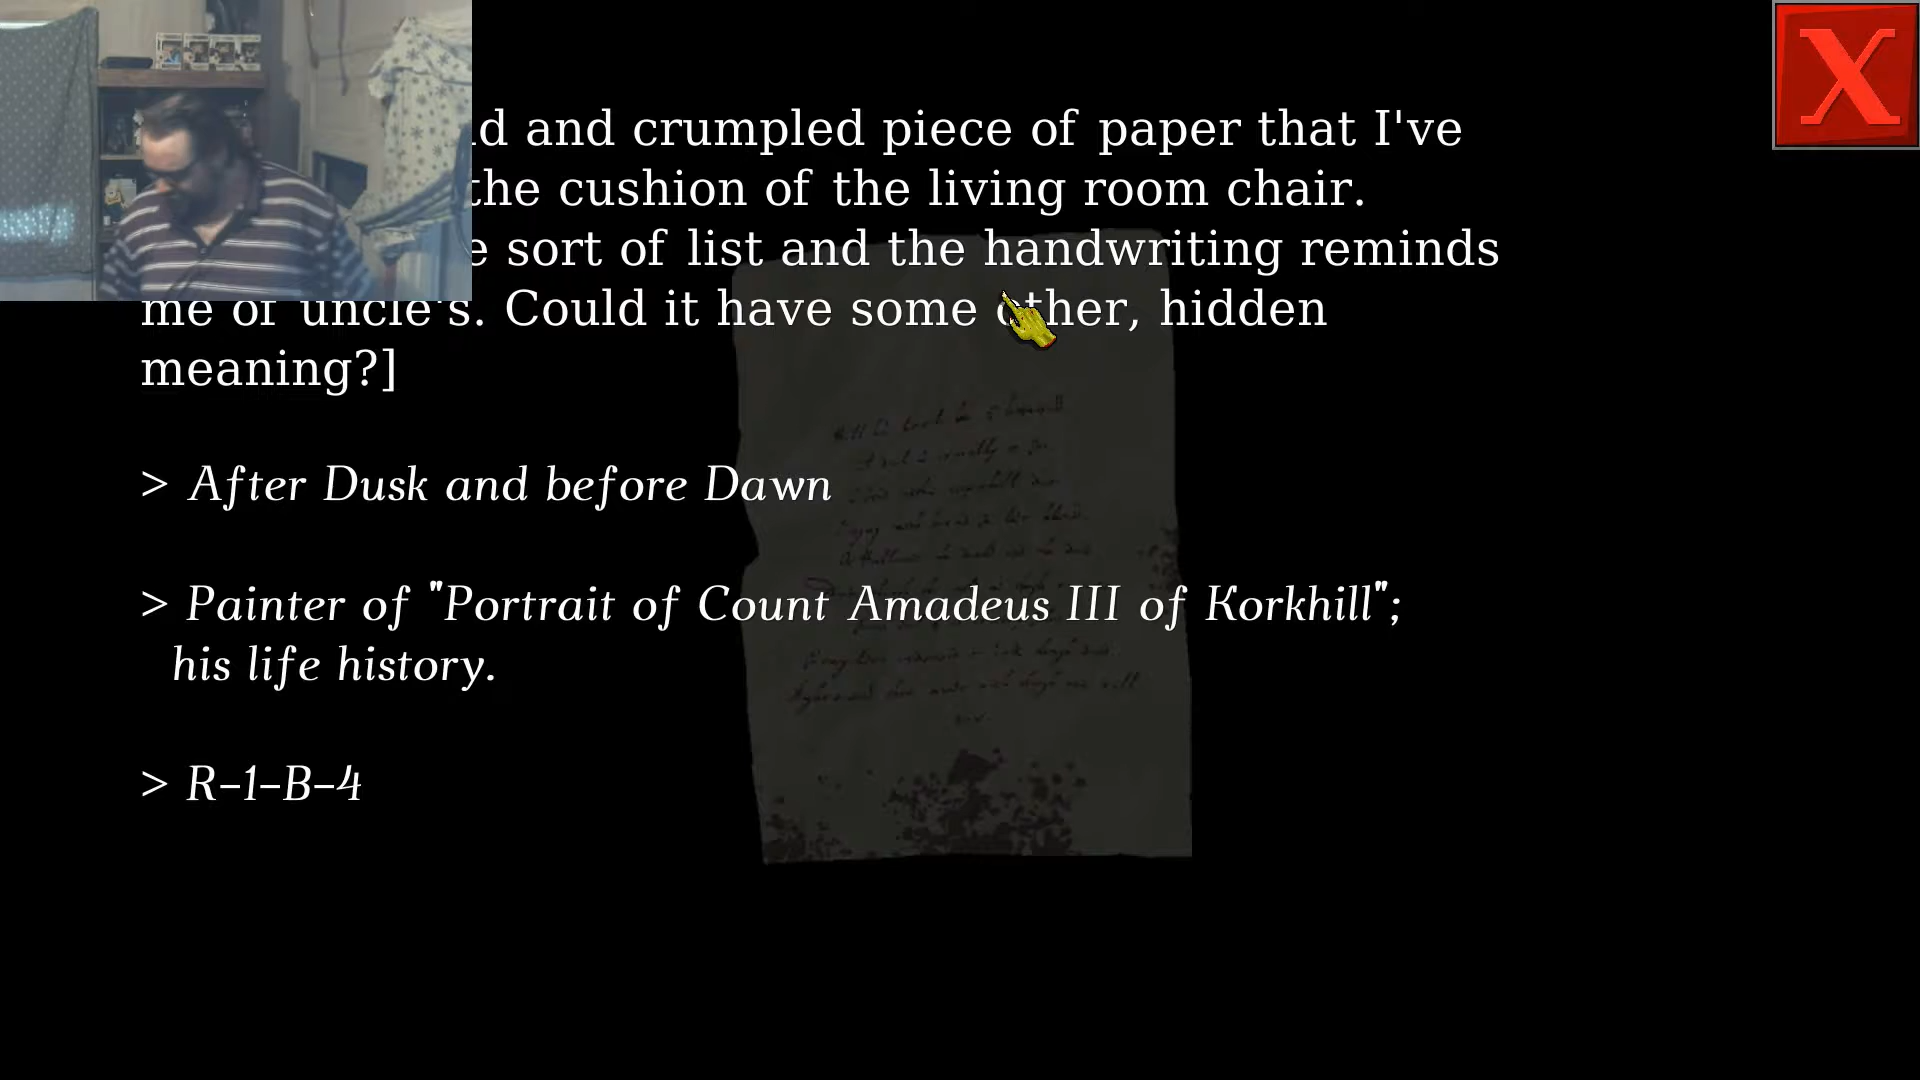 d and crumpled piece of paper that I've
the cushion of the living room chair.
e sort of list and the handwriting reminds
me of uncle's. Could it have some other, hidden
meaning?]
> After Dusk and before Dawn
> Painter of "Portrait of Count Amadeus III of Korkhill";
his life history.
> R-1-B-4
X